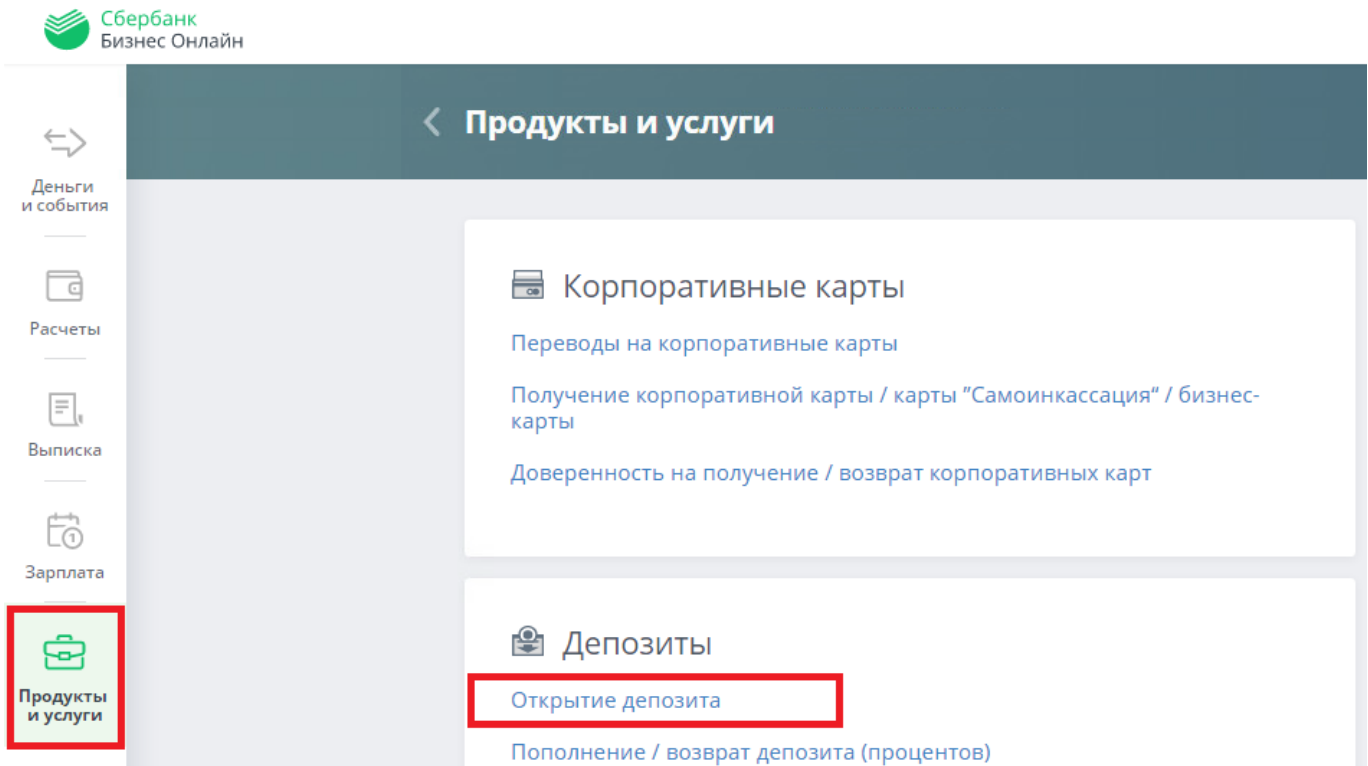 Сбербанк
Бизнес Онлайн
Продукты и услуги
Деньги
и события
Расчеты
Выписка
Зарплата
Продукты
и услуги
Корпоративные карты
Переводы на корпоративные карты
Получение корпоративной карты / карты "Самоинкассация“ / бизнес-
карты
Доверенность на получение / возврат корпоративных карт
Депозиты
Открытие депозита
Пополнение / возврат депозита (процентов)